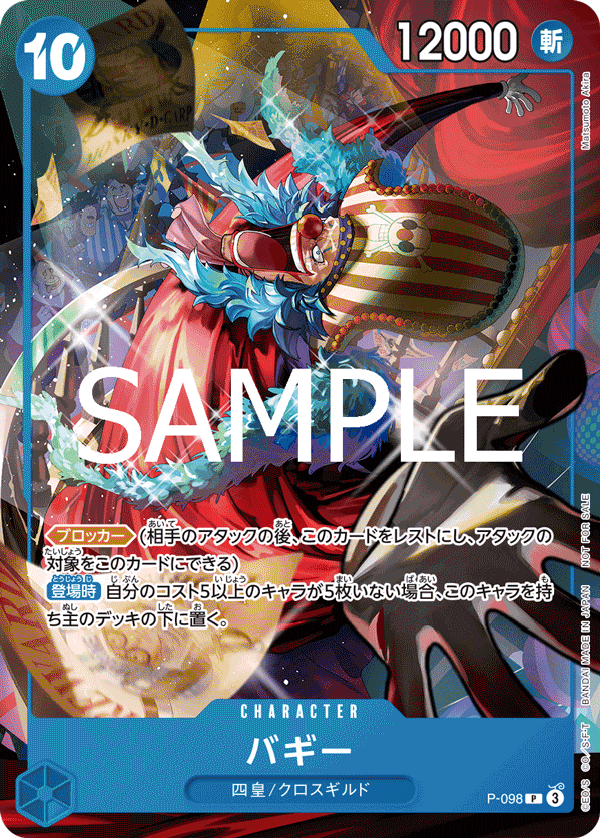 10
12000
斬
Matsumoto Akira
SAMPLE
ブロッカー (相手のアタックの後、このカードをレストにし、アタックの
対象をこのカードにできる)
登場時 自分のコスト5以上のキャラが5枚いない場合、このキャラを持
ち主のデッキの下に置く。
CHARACTER
バギー
四皇/クロスギルド
P-098 P 3
©EO/S ©O./S·F·T BANDAI MADE IN JAPAN NOT FOR SALE